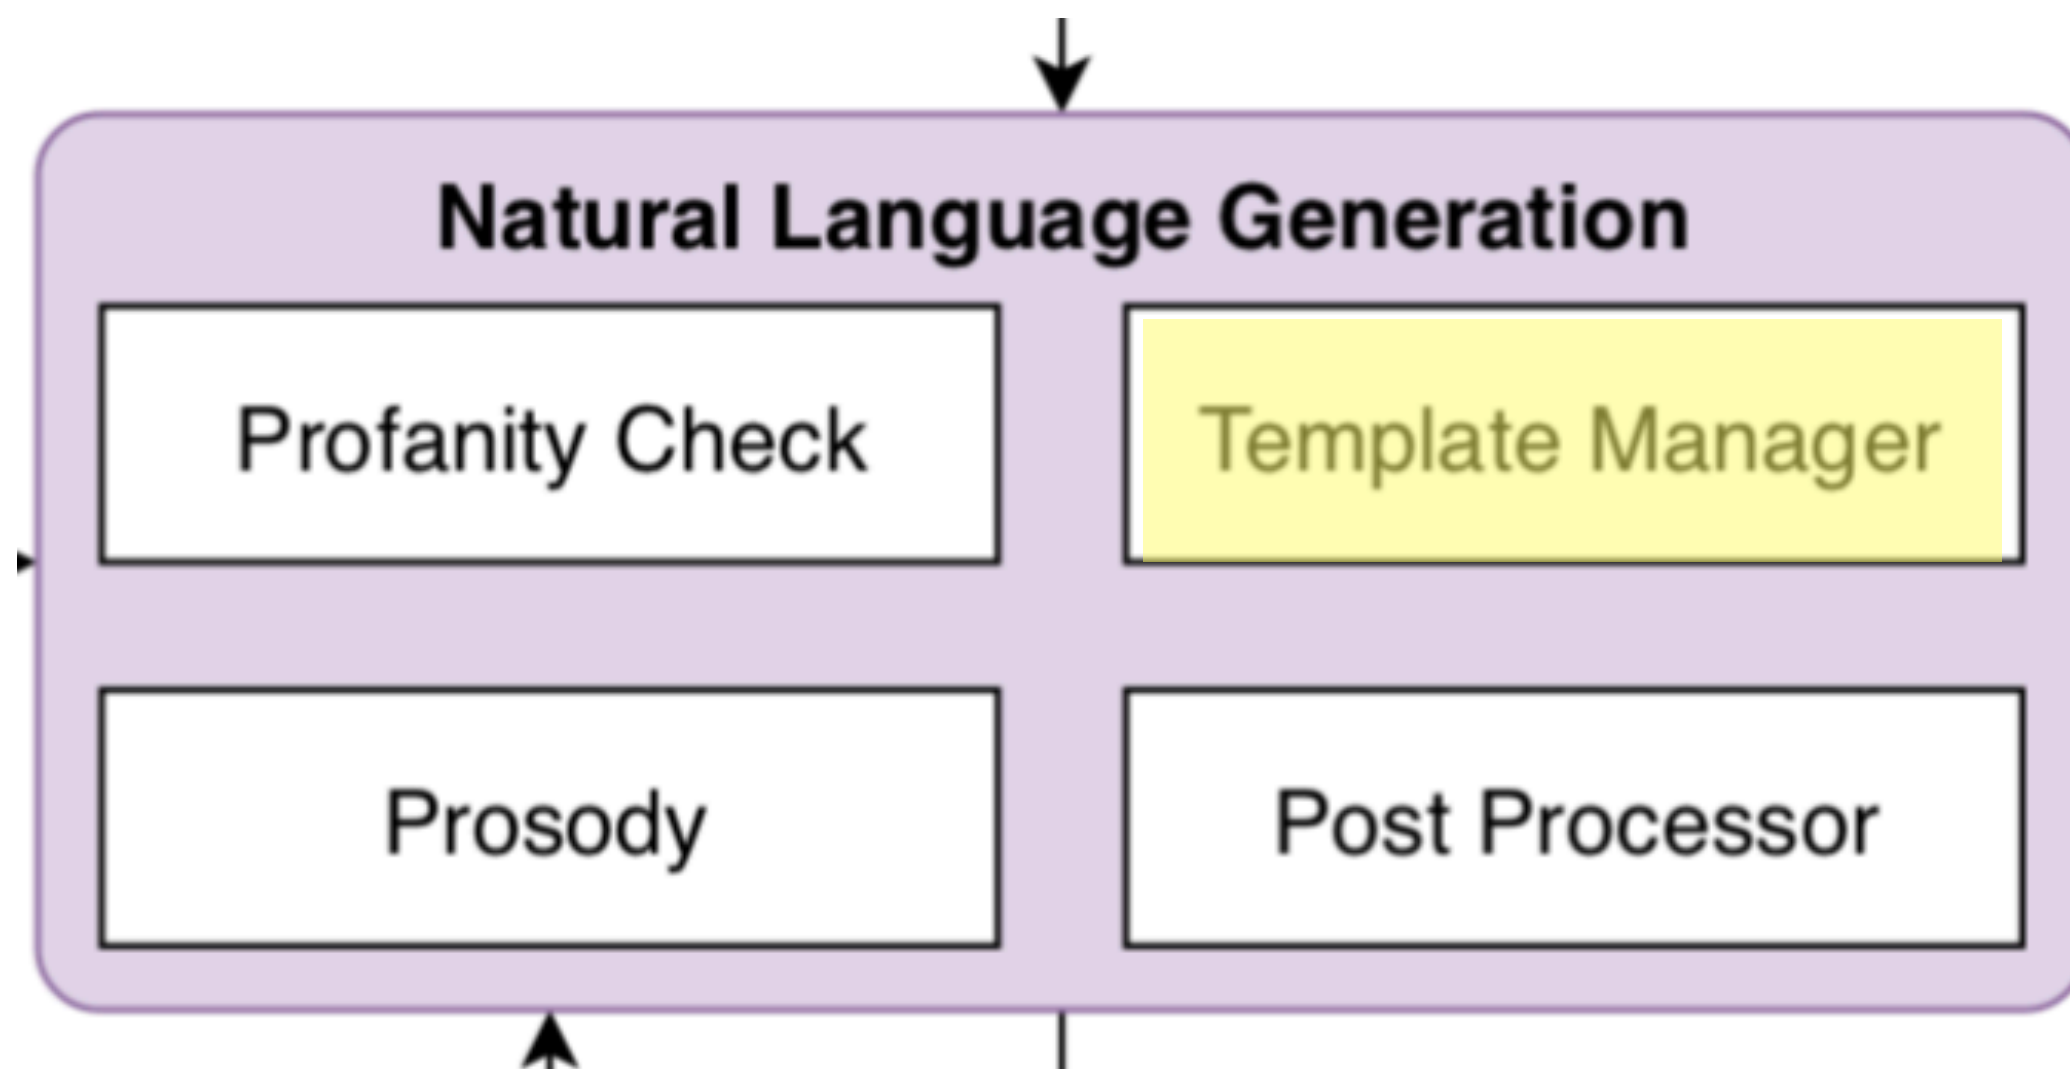 Natural Language Generation
Profanity Check
Template Manager
Prosody
Post Processor